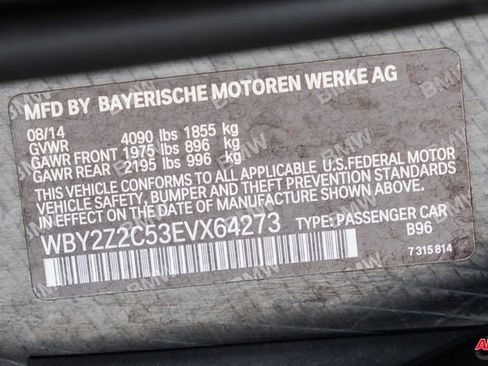 MFD BY BAYERISCHE MOTOREN WERKE AG
08/14
GVWR 4090 lbs 1855 kg
GAWR FRONT 1975 lbs 896 kg
GAWR REAR 2195 lbs 996 kg
THIS VEHICLE CONFORMS TO ALL APPLICABLE U.S.FEDERAL MOTOR
VEHICLE SAFETY, BUMPER AND THEFT PREVENTION STANDARDS
IN EFFECT ON THE DATE OF MANUFACTURE SHOWN ABOVE.
WBY2Z2C53EVX64273 TYPE: PASSENGER CAR
B96
7 315 814